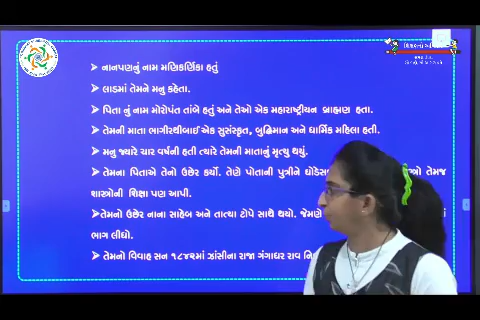 ➤ નાનપણનું નામ મણિકર્ણિકા હતું
➤ લાડમાં તેમને મનુ કહેતા.
➤ પિતા નું નામ મોરોપંત તાંબે હતું અને તેઓ એક મહારાષ્ટ્રીયન બ્રાહ્મણ હતા.
➤ તેમની માતા ભાગીરથીબાઈ એક સુસંસ્કૃત, બુદ્ધિમાન અને ધાર્મિક મહિલા હતી.
➤ મનુ જ્યારે ચાર વર્ષની હતી ત્યારે તેમની માતાનું મૃત્યુ થયું.
➤ તેમના પિતાએ તેનો ઉછેર કર્યો. તેણે પોતાની પુત્રીને તેમજ
શાસ્ત્રોની શિક્ષા પણ આપી.
➤ તેમનો ઉછેર નાના સાહેબ અને તાત્યા ટોપે સાથે થયો.
ભાગ લીધો.
➤ તેમનો વિવાહ સન ૧૮૪૨માં ઝાંસીના રાજા ગંગાધર રાવ